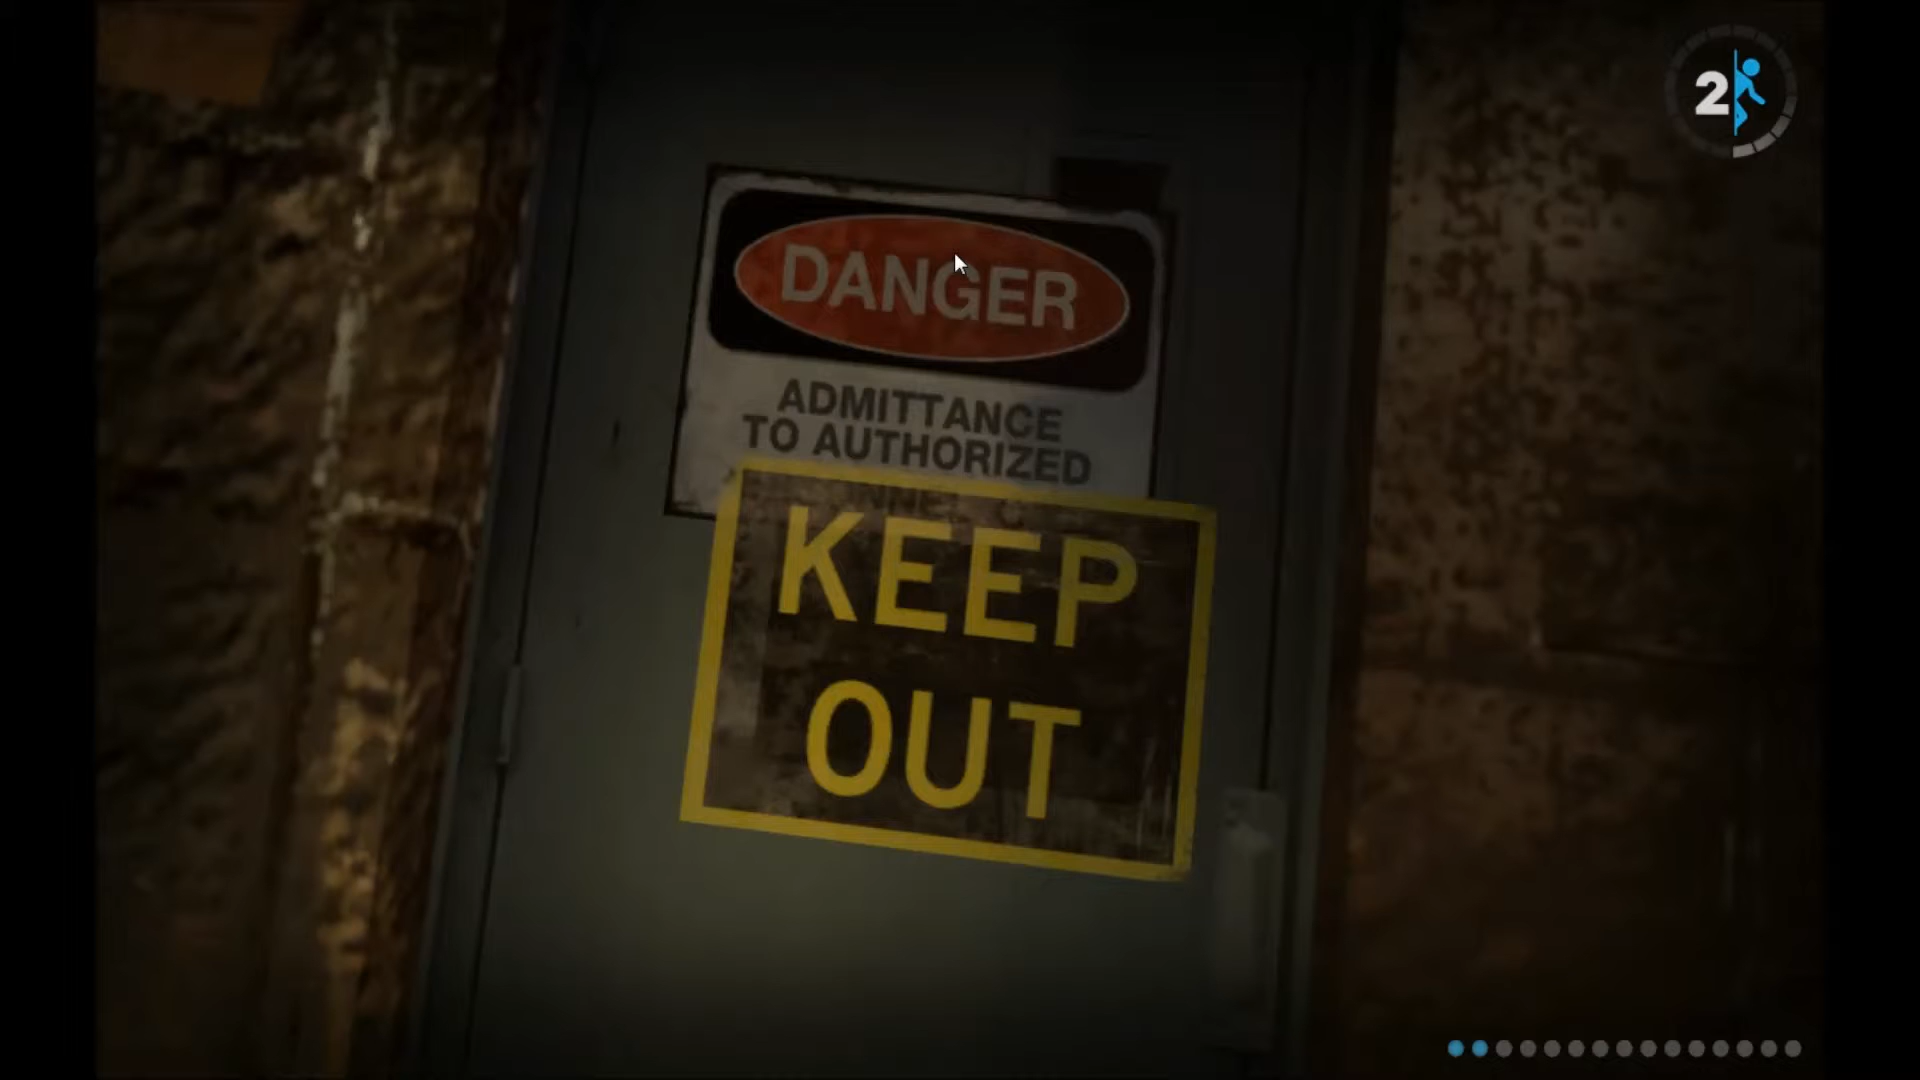 2
DANGER
ADMITTANCE
TO AUTHORIZED
KEEP
OUT